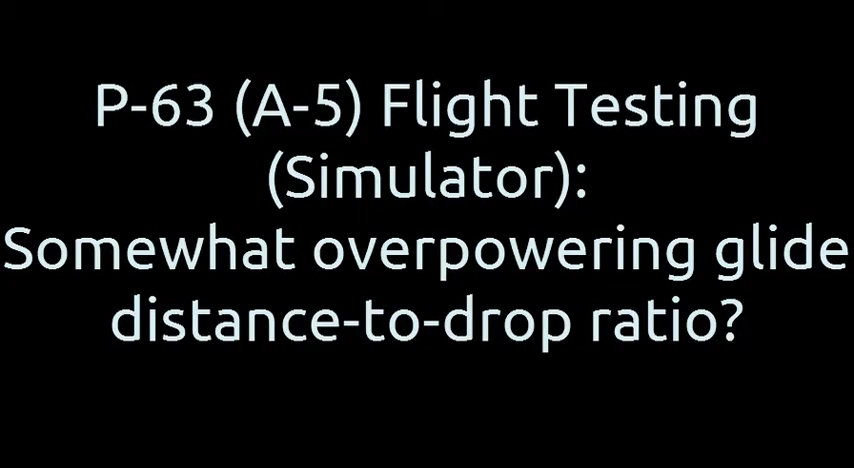 P-63 (A-5) Flight Testing
(Simulator):
Somewhat overpowering glide
distance-to-drop ratio?